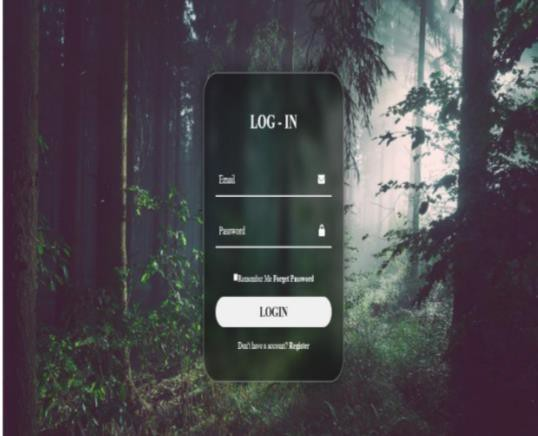 LOG - IN
Email
Password
Remember Me Forget Password
LOGIN
Don't have a account? Register